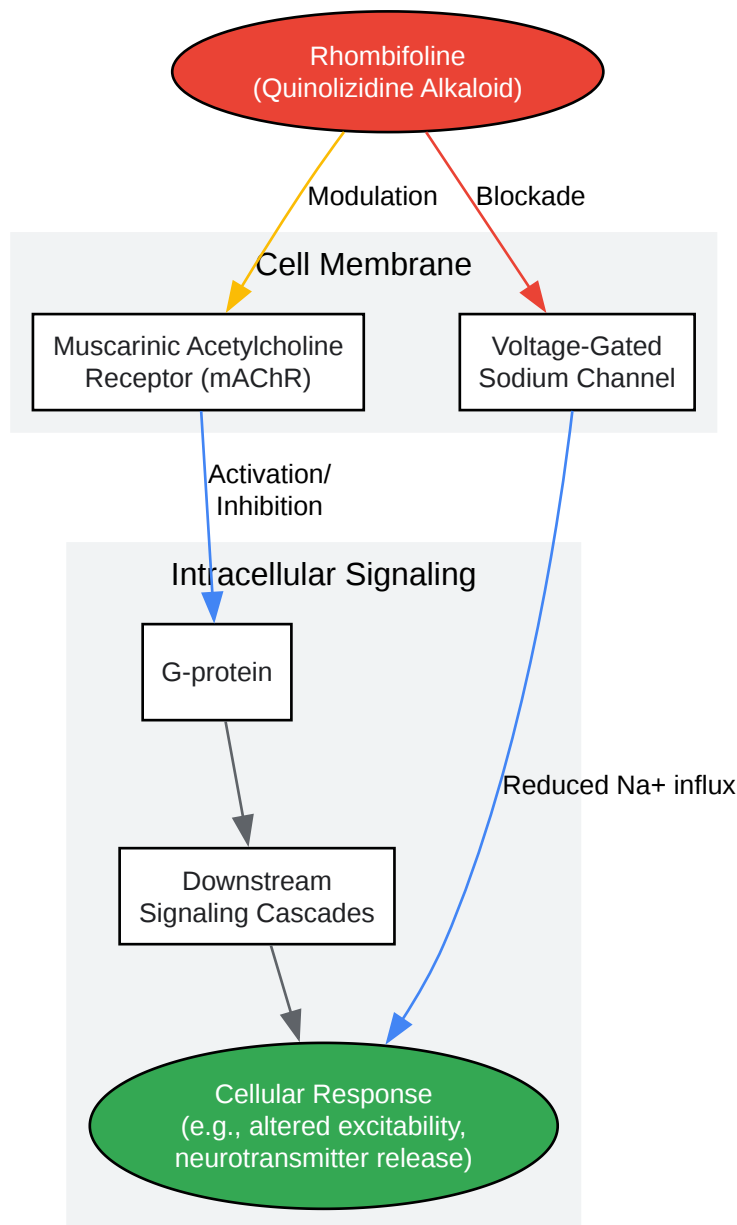 Rhombifoline
(Quinolizidine Alkaloid)
Modulation
Blockade
Cell Membrane
Muscarinic Acetylcholine
Receptor (mAChR)
Voltage-Gated
Sodium Channel
Activation/
Inhibition
Intracellular Signaling
G-protein
Reduced Na+ influx
Downstream
Signaling Cascades
Cellular Response
(e.g., altered excitability,
neurotransmitter release)